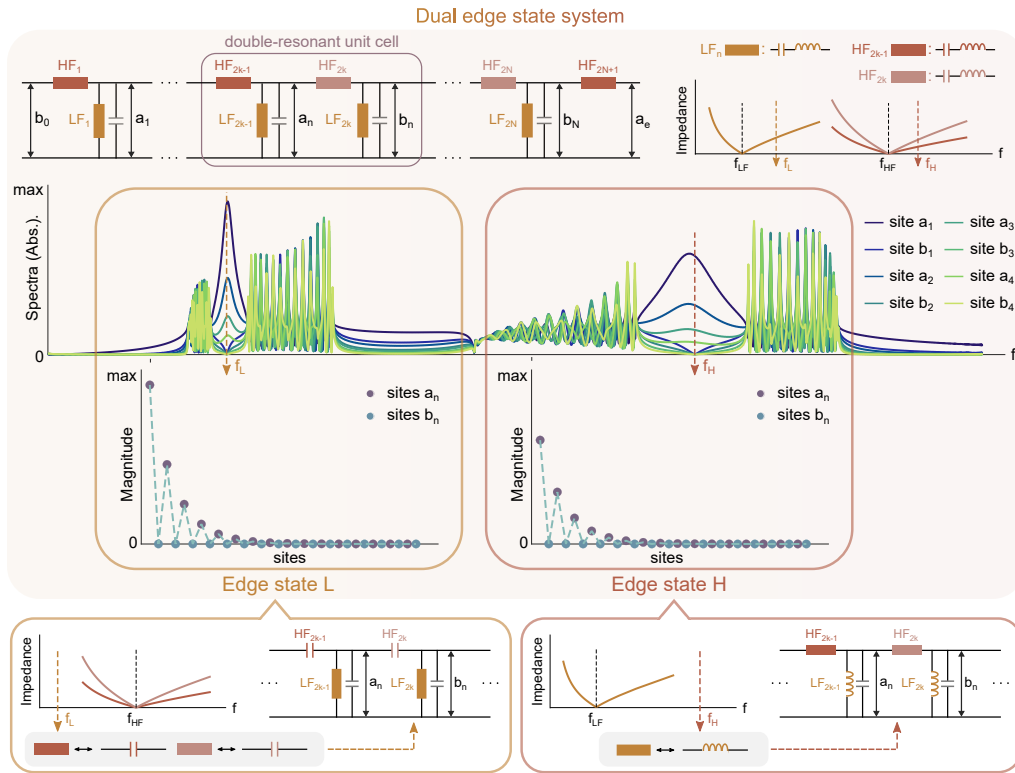 Dual edge state system
double-resonant unit cell
HF1 HF2k-1 HF2k HF2N HF2N+1
b0 LF1 a1 LF2k-1 an LF2k bn LF2N bN ae
LFn : HF2k-1 :
HF2k :
Impedance
fLF fL fHF fH f
max
Spectra (Abs.).
0
fL fH f
site a1 site a3
site b1 site b3
site a2 site a4
site b2 site b4
max
Magnitude
0
sites
sites an
sites bn
max
Magnitude
0
sites
sites an
sites bn
Edge state L
Edge state H
Impedance
fL fHF f
HF2k-1 HF2k
LF2k-1 an LF2k bn
Impedance
fLF fH f
HF2k-1 HF2k
LF2k-1 an LF2k bn